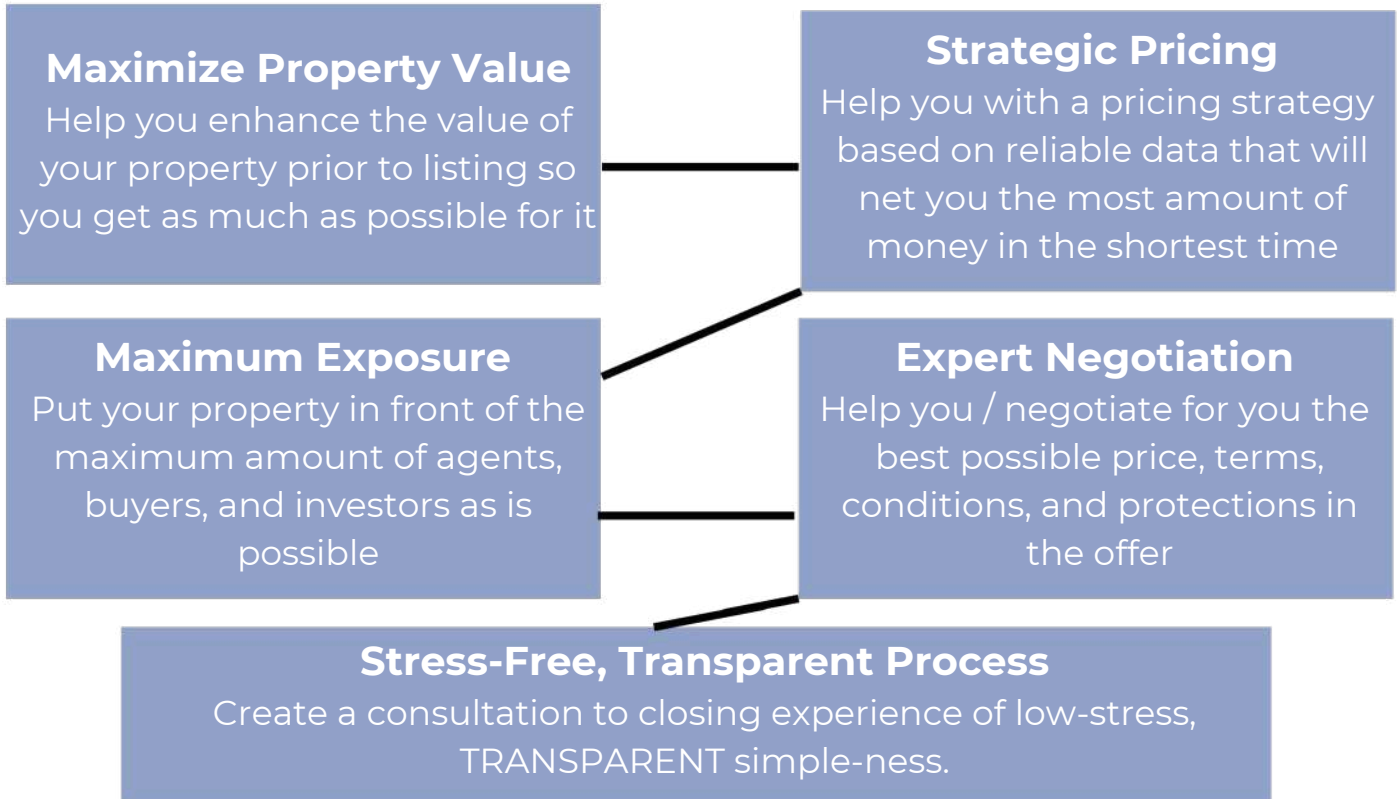 Maximize Property Value
Help you enhance the value of
your property prior to listing so
you get as much as possible for it
Strategic Pricing
Help you with a pricing strategy
based on reliable data that will
net you the most amount of
money in the shortest time
Maximum Exposure
Put your property in front of the
maximum amount of agents,
buyers, and investors as is
possible
Expert Negotiation
Help you / negotiate for you the
best possible price, terms,
conditions, and protections in
the offer
Stress-Free, Transparent Process
Create a consultation to closing experience of low-stress,
TRANSPARENT simple-ness.